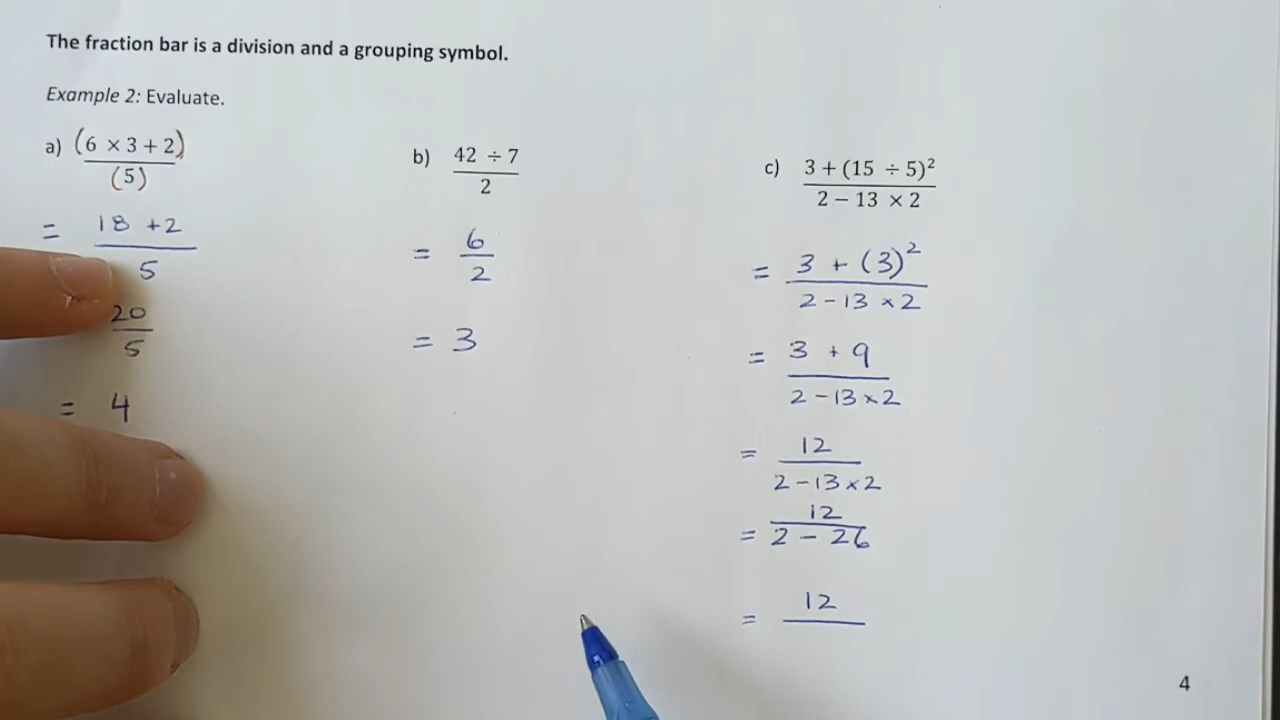 The fraction bar is a division and a grouping symbol.
Example 2: Evaluate.
a) (6 × 3 + 2)
(5)
= 18 + 2
5
20
5
= 4
b) 42 ÷ 7
2
= 6
2
= 3
c) 3 + (15 ÷ 5)²
2 − 13 × 2
= 3 + (3)²
2 − 13 × 2
= 3 + 9
2 − 13 × 2
= 12
2 − 13 × 2
= 12
2 − 26
= 12
4